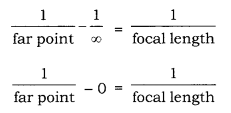 1/far point - 1/∞ = 1/focal length
1/far point - 0 = 1/focal length